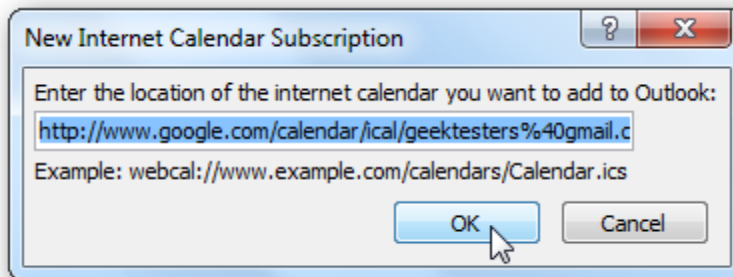 New Internet Calendar Subscription
Enter the location of the internet calendar you want to add to Outlook:
http://www.google.com/calendar/ical/geektesters%40gmail.c
Example: webcal://www.example.com/calendars/Calendar.ics
OK Cancel